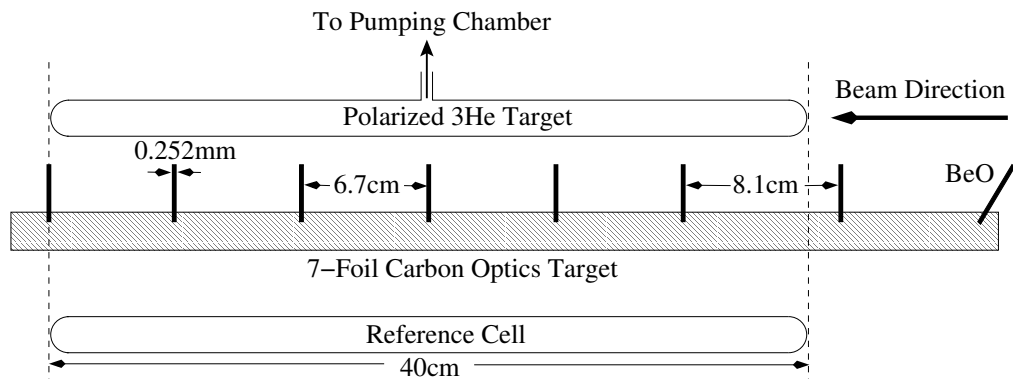 To Pumping Chamber
Beam Direction
Polarized 3He Target
0.252mm
6.7cm
8.1cm
BeO
7−Foil Carbon Optics Target
Reference Cell
40cm